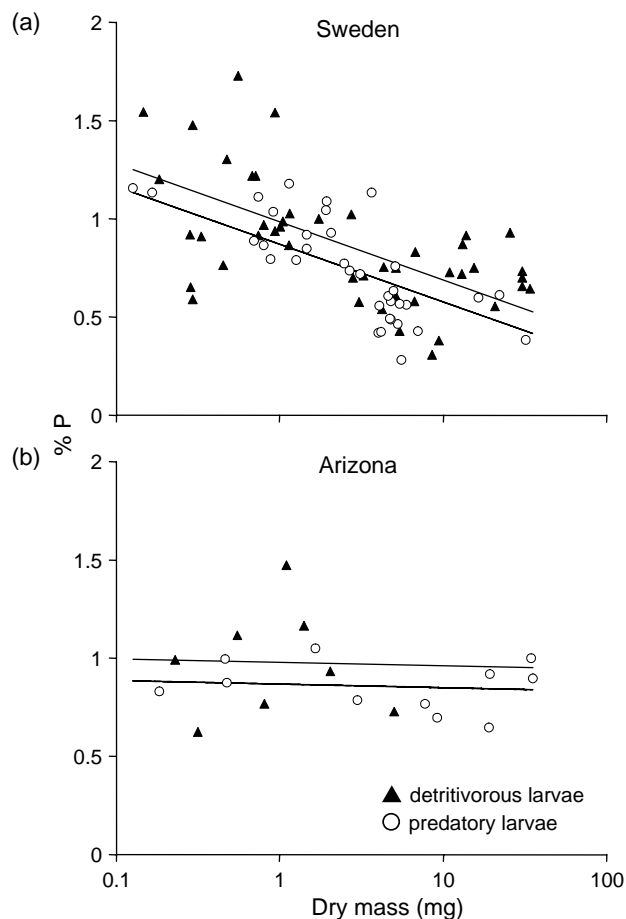 (a)
Sweden
2
1.5
1
0.5
0
% P
(b)
Arizona
2
1.5
1
0.5
0
detritivorous larvae
predatory larvae
0.1 1 10 100
Dry mass (mg)